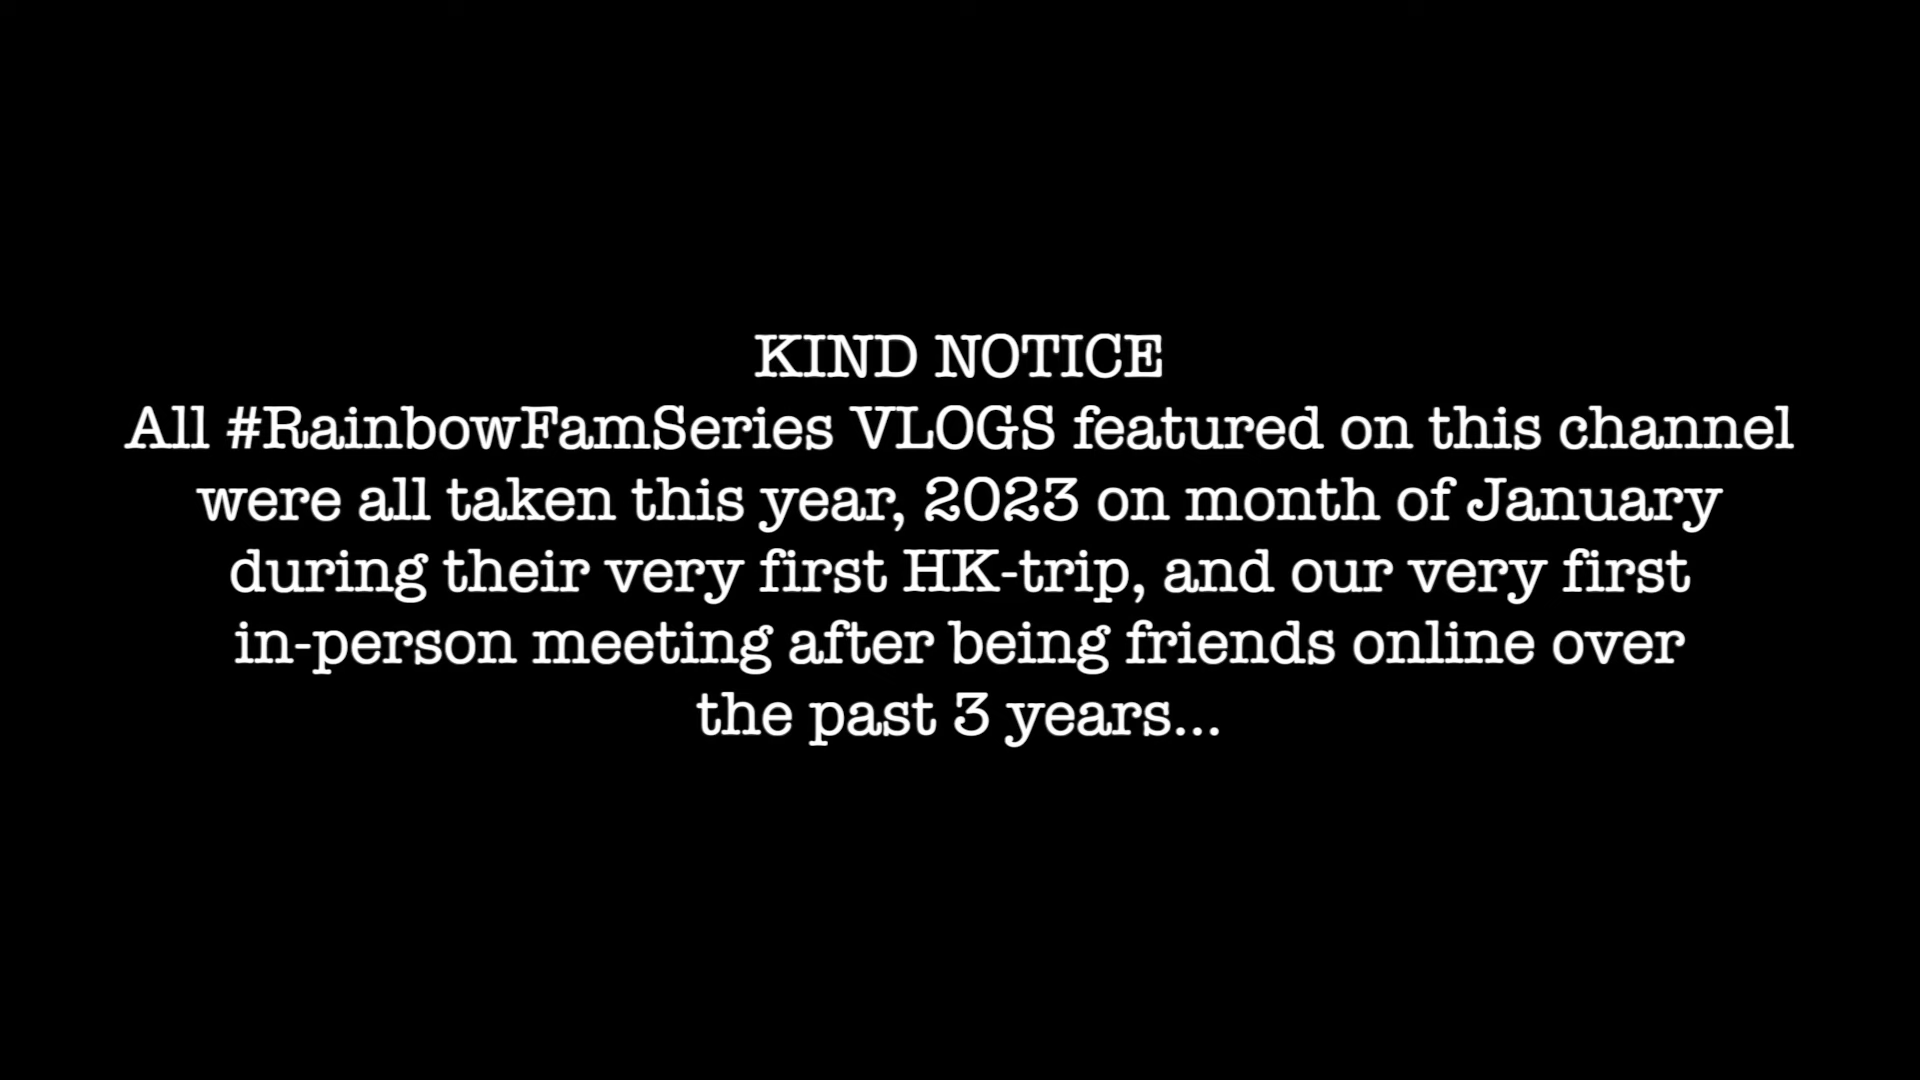 KIND NOTICE
All #RainbowFamSeries VLOGS featured on this channel
were all taken this year, 2023 on month of January
during their very first HK-trip, and our very first
in-person meeting after being friends online over
the past 3 years...